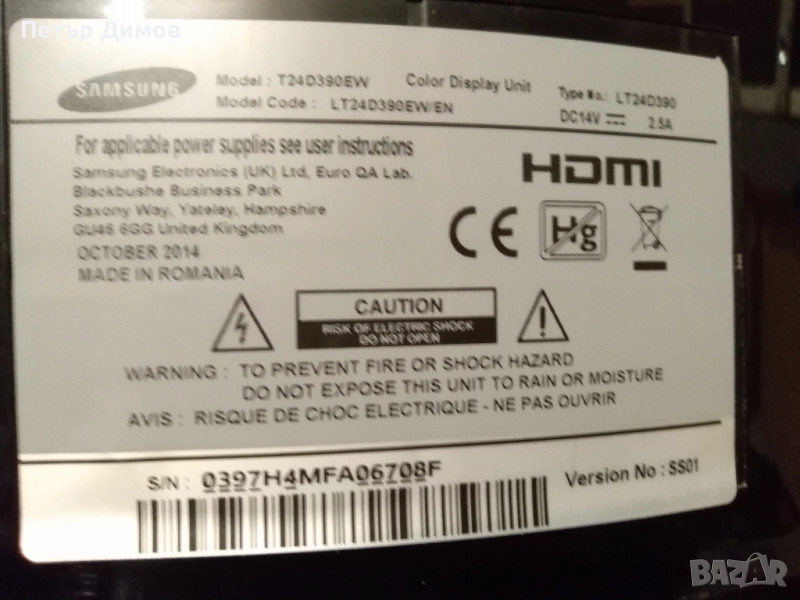 Петър Димов
SAMSUNG
Model : T24D390EW
Model Code : LT24D390EW/EN
Color Display Unit
Type No.: LT24D390
DC14V 2.5A
For applicable power supplies see user instructions
Samsung Electronics (UK) Ltd, Euro QA Lab.
Blackbushe Business Park
Saxony Way, Yateley, Hampshire
GU46 6GG United Kingdom
OCTOBER 2014
MADE IN ROMANIA
HDMI
CE
Hg
CAUTION
RISK OF ELECTRIC SHOCK
DO NOT OPEN
WARNING : TO PREVENT FIRE OR SHOCK HAZARD
DO NOT EXPOSE THIS UNIT TO RAIN OR MOISTURE
AVIS : RISQUE DE CHOC ELECTRIQUE - NE PAS OUVRIR
S/N : 0397H4MFA06708F
Version No : SS01
BAZAR